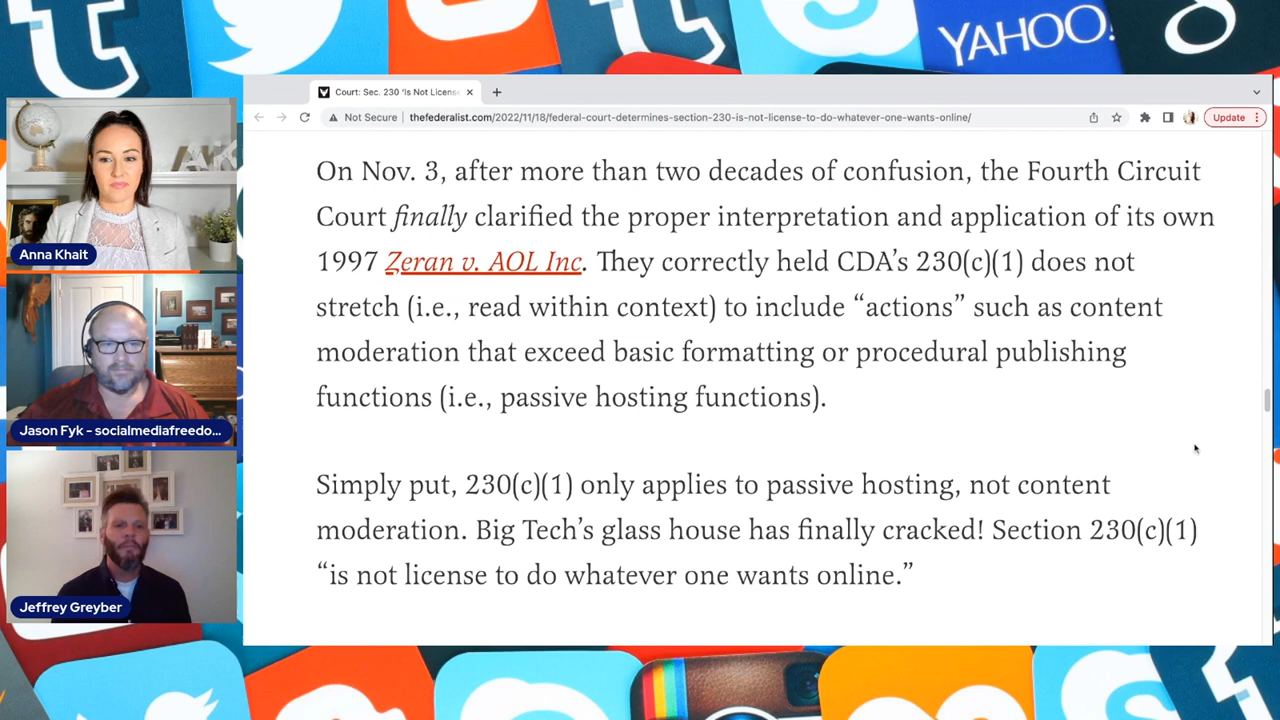 YAHOO!
Court: Sec. 230 ‘Is Not License
Not Secure
thefederalist.com/2022/11/18/federal-court-determines-section-230-is-not-license-to-do-whatever-one-wants-online/
Update
AK
Anna Khait
Jason Fyk – socialmediafreedo...
Jeffrey Greyber
On Nov. 3, after more than two decades of confusion, the Fourth Circuit
Court finally clarified the proper interpretation and application of its own
1997 Zeran v. AOL Inc. They correctly held CDA’s 230(c)(1) does not
stretch (i.e., read within context) to include “actions” such as content
moderation that exceed basic formatting or procedural publishing
functions (i.e., passive hosting functions).
Simply put, 230(c)(1) only applies to passive hosting, not content
moderation. Big Tech’s glass house has finally cracked! Section 230(c)(1)
“is not license to do whatever one wants online.”